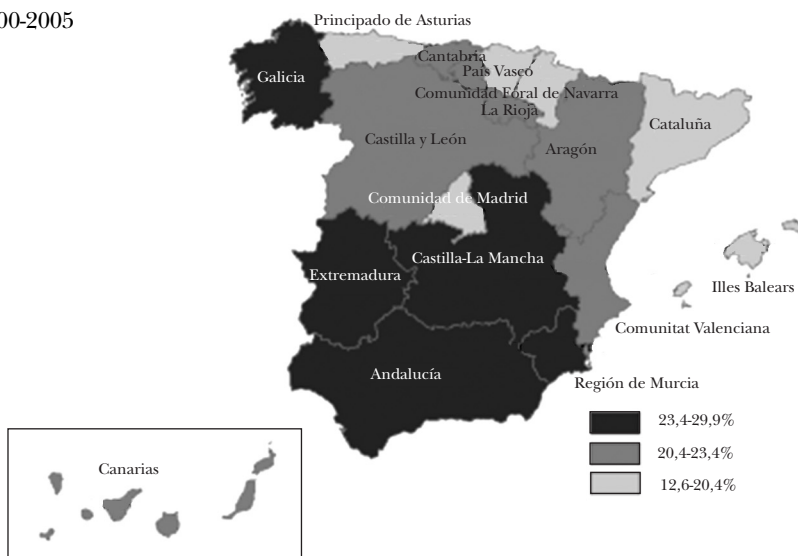 00-2005
Principado de Asturias
Cantabria
País Vasco
Galicia
Comunidad Foral de Navarra
La Rioja
Cataluña
Castilla y León
Aragón
Comunidad de Madrid
Castilla-La Mancha
Extremadura
Illes Balears
Comunitat Valenciana
Andalucía
Región de Murcia
23,4-29,9%
20,4-23,4%
12,6-20,4%
Canarias